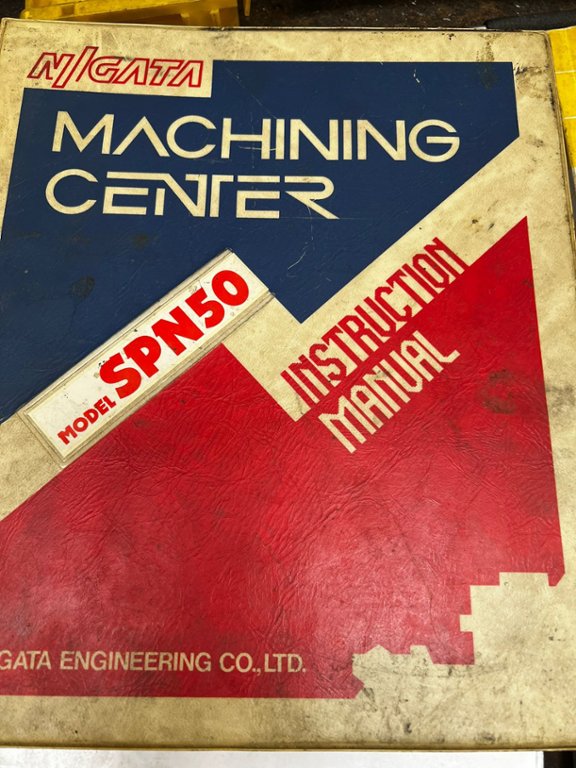 NIIGATA
MACHINING
CENTER
MODEL SPN50
INSTRUCTION
MANUAL
GATA ENGINEERING CO.,LTD.